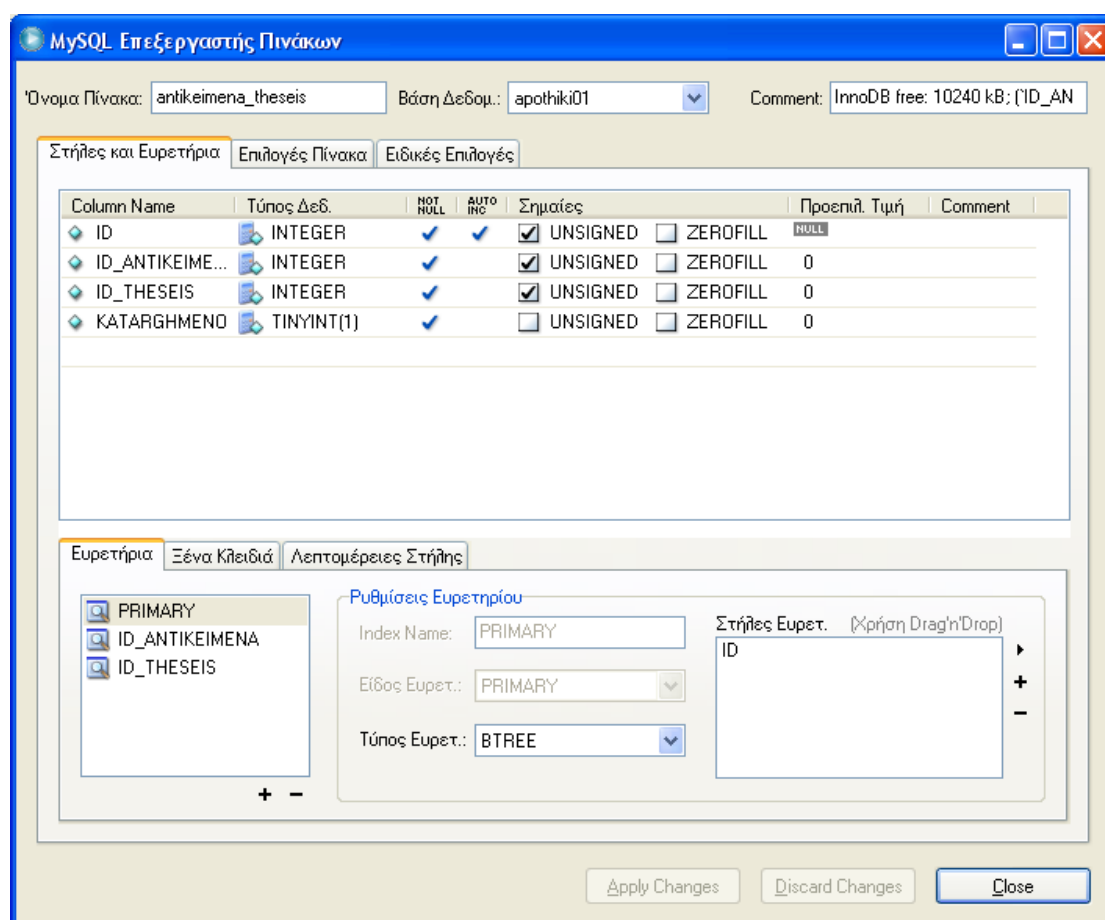 MySQL Επεξεργαστής Πινάκων
Όνομα Πίνακα: antikeimena_theseis Βάση Δεδομ.: apothiki01 Comment: InnoDB free: 10240 kB; (`ID_AN
Στήλες και Ευρετήρια Επιλογές Πίνακα Ειδικές Επιλογές
Column Name Τύπος Δεδ. NOT NULL AUTO INC Σημαίες Προεπιλ. Τιμή Comment
ID INTEGER UNSIGNED ZEROFILL NULL
ID_ANTIKEIME... INTEGER UNSIGNED ZEROFILL 0
ID_THESEIS INTEGER UNSIGNED ZEROFILL 0
KATARGHMENO TINYINT(1) UNSIGNED ZEROFILL 0
Ευρετήρια Ξένα Κλειδιά Λεπτομέρειες Στήλης
PRIMARY
ID_ANTIKEIMENA
ID_THESEIS
Ρυθμίσεις Ευρετηρίου
Index Name: PRIMARY
Είδος Ευρετ.: PRIMARY
Τύπος Ευρετ.: BTREE
Στήλες Ευρετ. (Χρήση Drag'n'Drop)
ID
Apply Changes Discard Changes Close